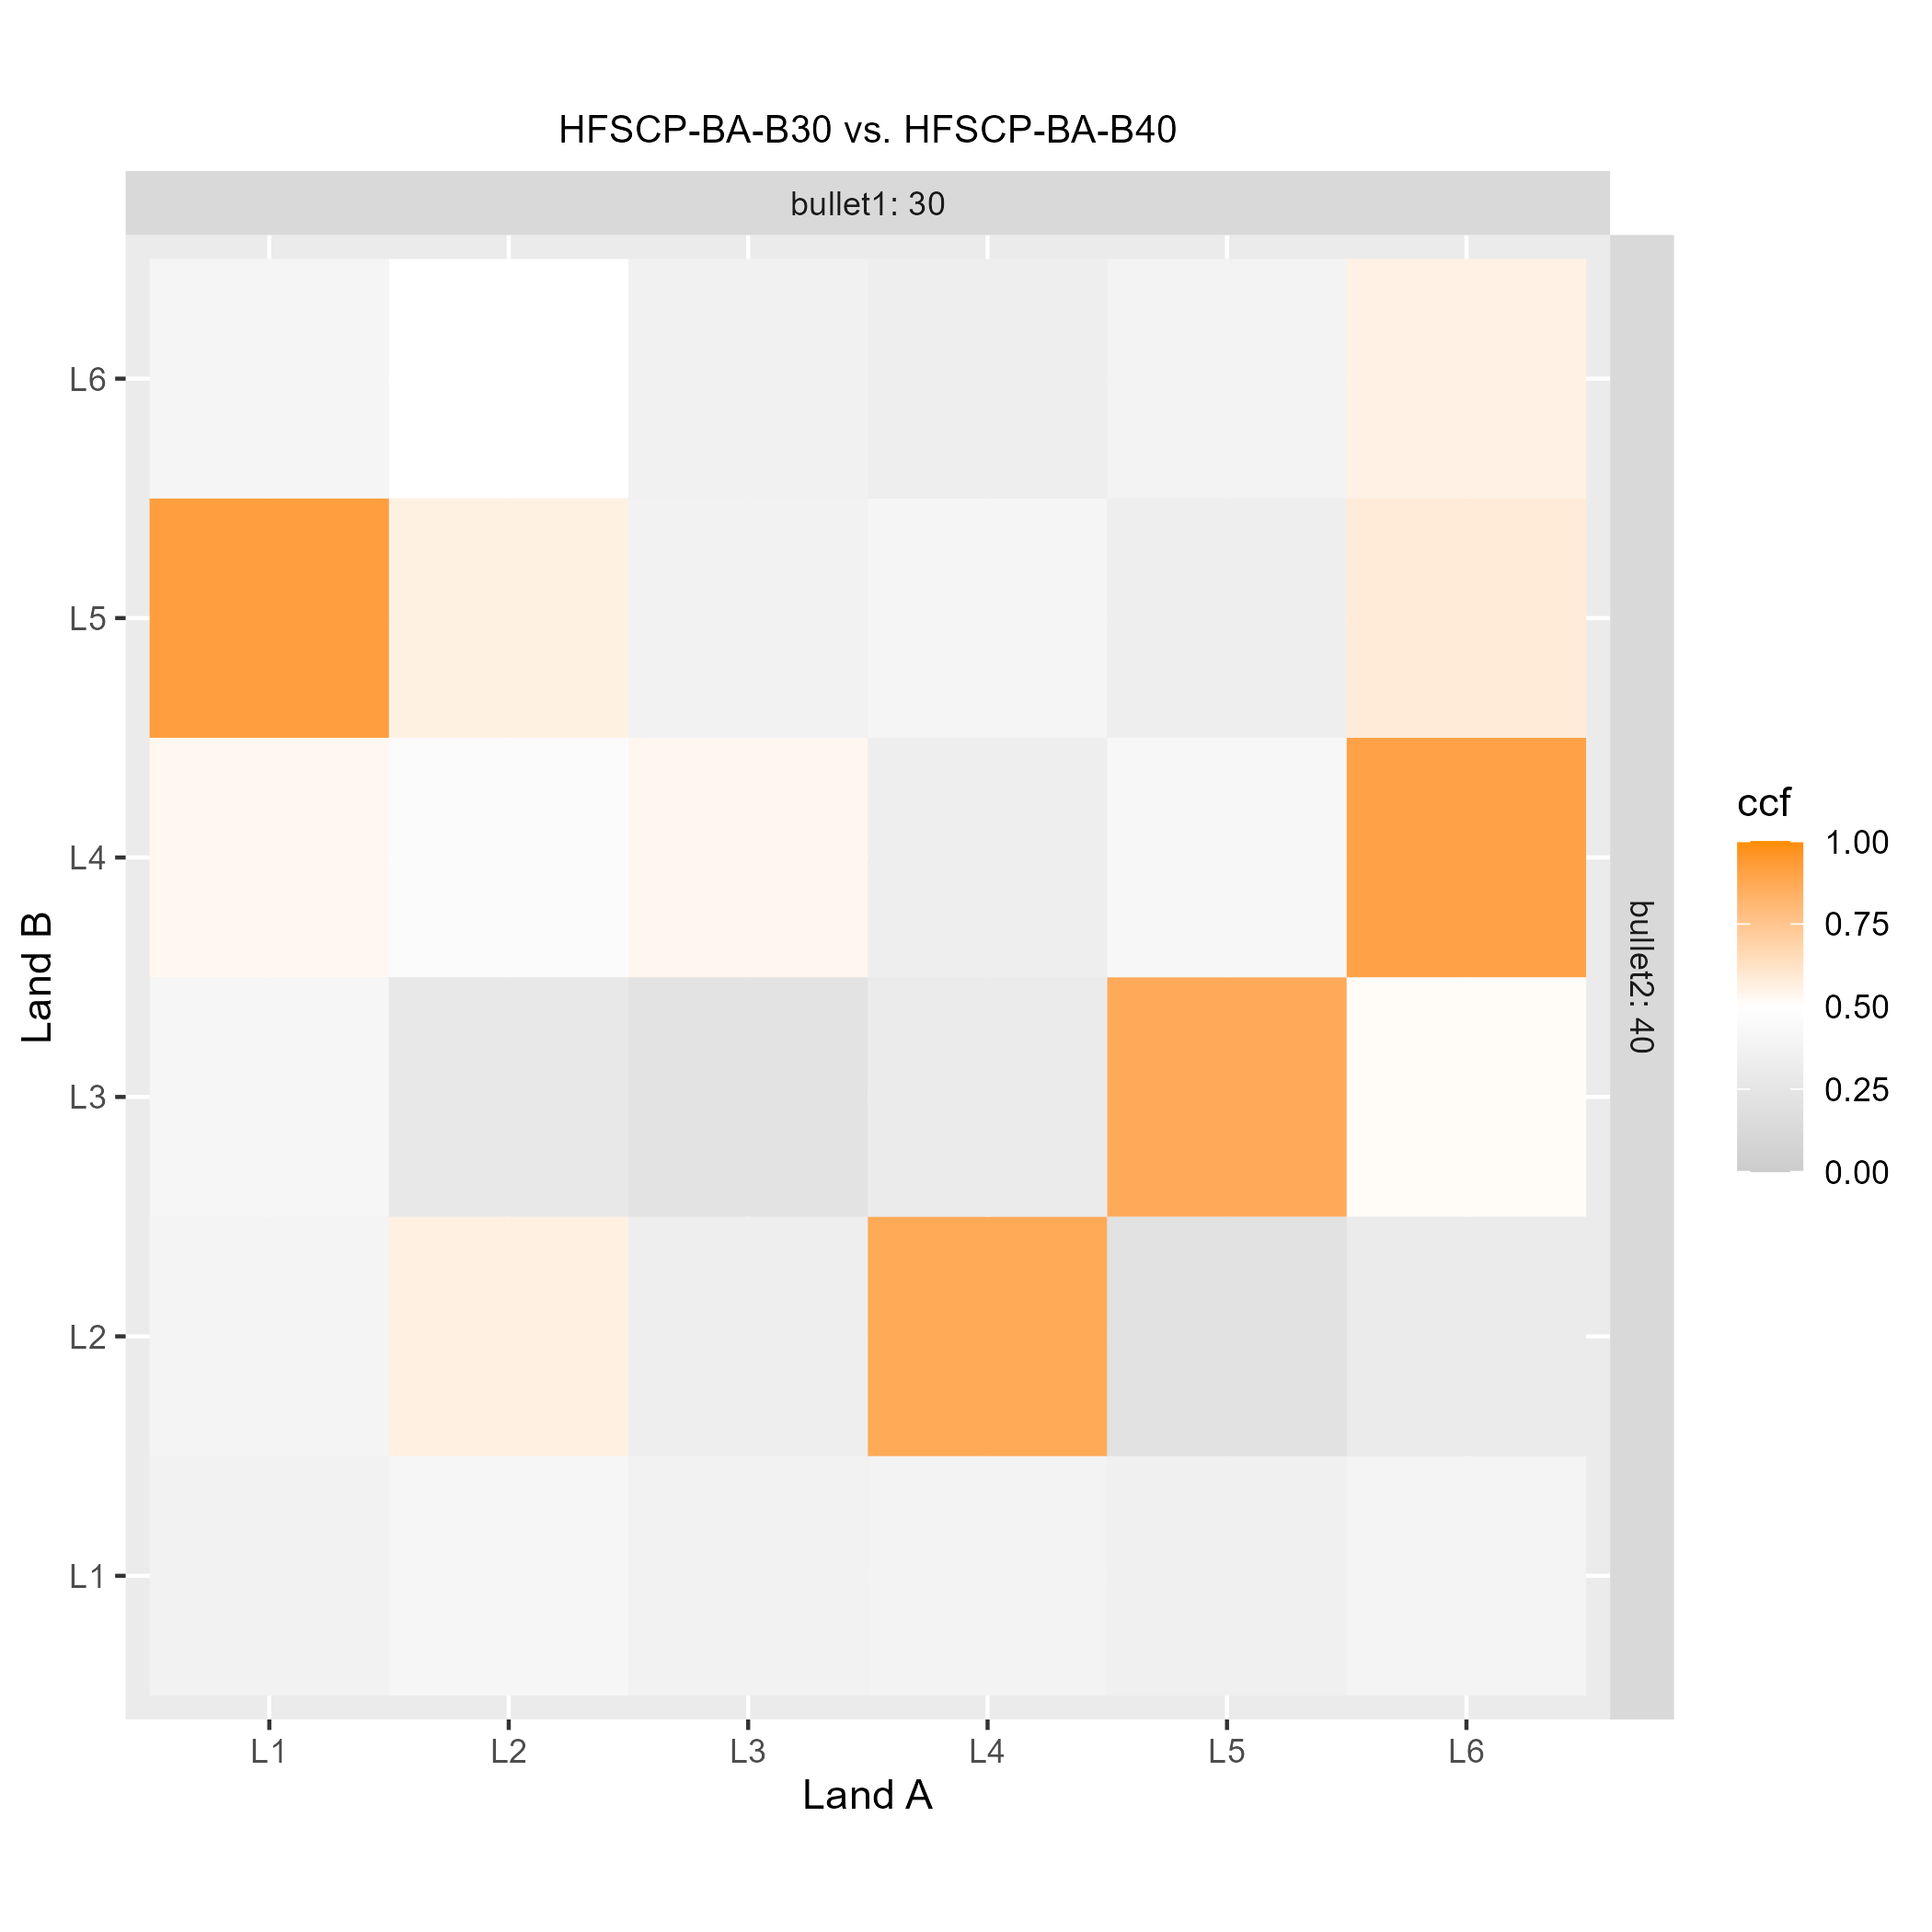 HFSCP-BA-B30 vs. HFSCP-BA-B40
bullet1: 30
L6
L5
L4
L3
L2
L1
Land B
bullet2: 40
ccf
1.00
0.75
0.50
0.25
0.00
L1 L2 L3 L4 L5 L6
Land A